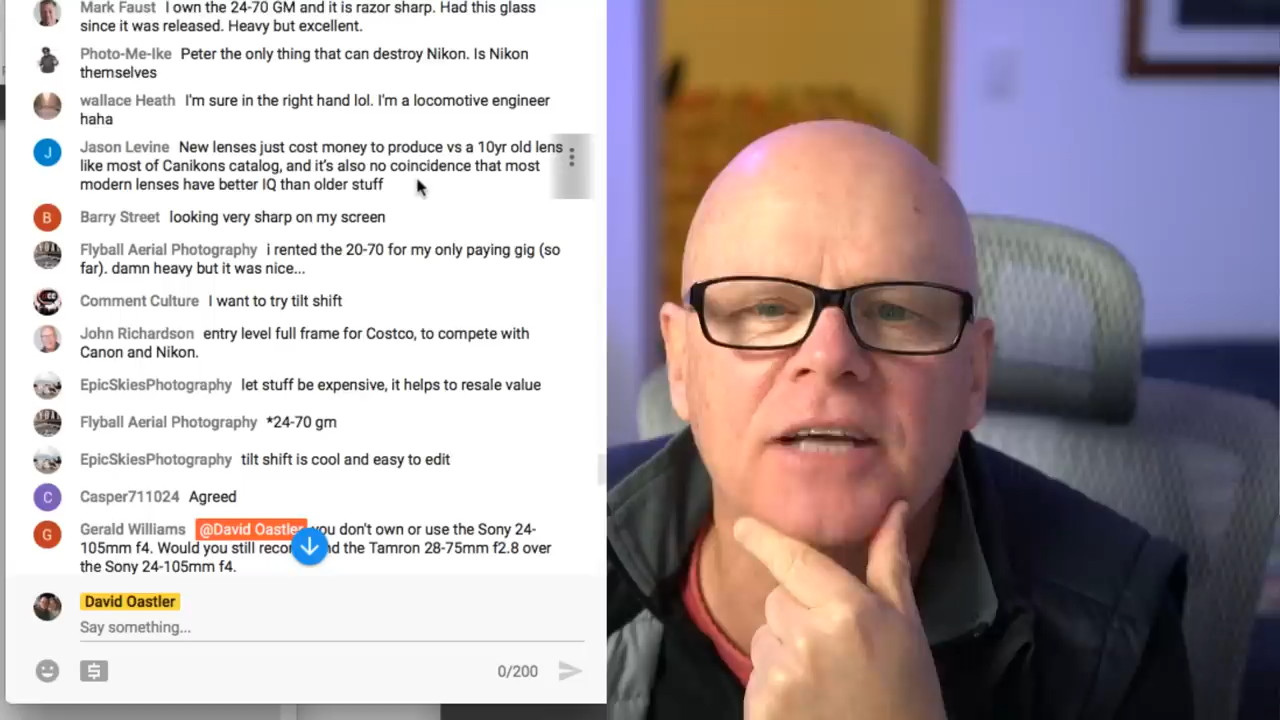 Mark Faust I own the 24-70 GM and it is razor sharp. Had this glass
since it was released. Heavy but excellent.
Photo-Me-Ike Peter the only thing that can destroy Nikon. Is Nikon
themselves
wallace Heath I'm sure in the right hand lol. I'm a locomotive engineer
haha
J Jason Levine New lenses just cost money to produce vs a 10yr old lens
like most of Canikons catalog, and it's also no coincidence that most
modern lenses have better IQ than older stuff
B Barry Street looking very sharp on my screen
Flyball Aerial Photography i rented the 20-70 for my only paying gig (so
far). damn heavy but it was nice...
Comment Culture I want to try tilt shift
John Richardson entry level full frame for Costco, to compete with
Canon and Nikon.
EpicSkiesPhotography let stuff be expensive, it helps to resale value
Flyball Aerial Photography *24-70 gm
EpicSkiesPhotography tilt shift is cool and easy to edit
C Casper711024 Agreed
G Gerald Williams @David Oastler you don't own or use the Sony 24-
105mm f4. Would you still the Tamron 28-75mm f2.8 over
the Sony 24-105mm f4.
David Oastler
Say something...
0/200